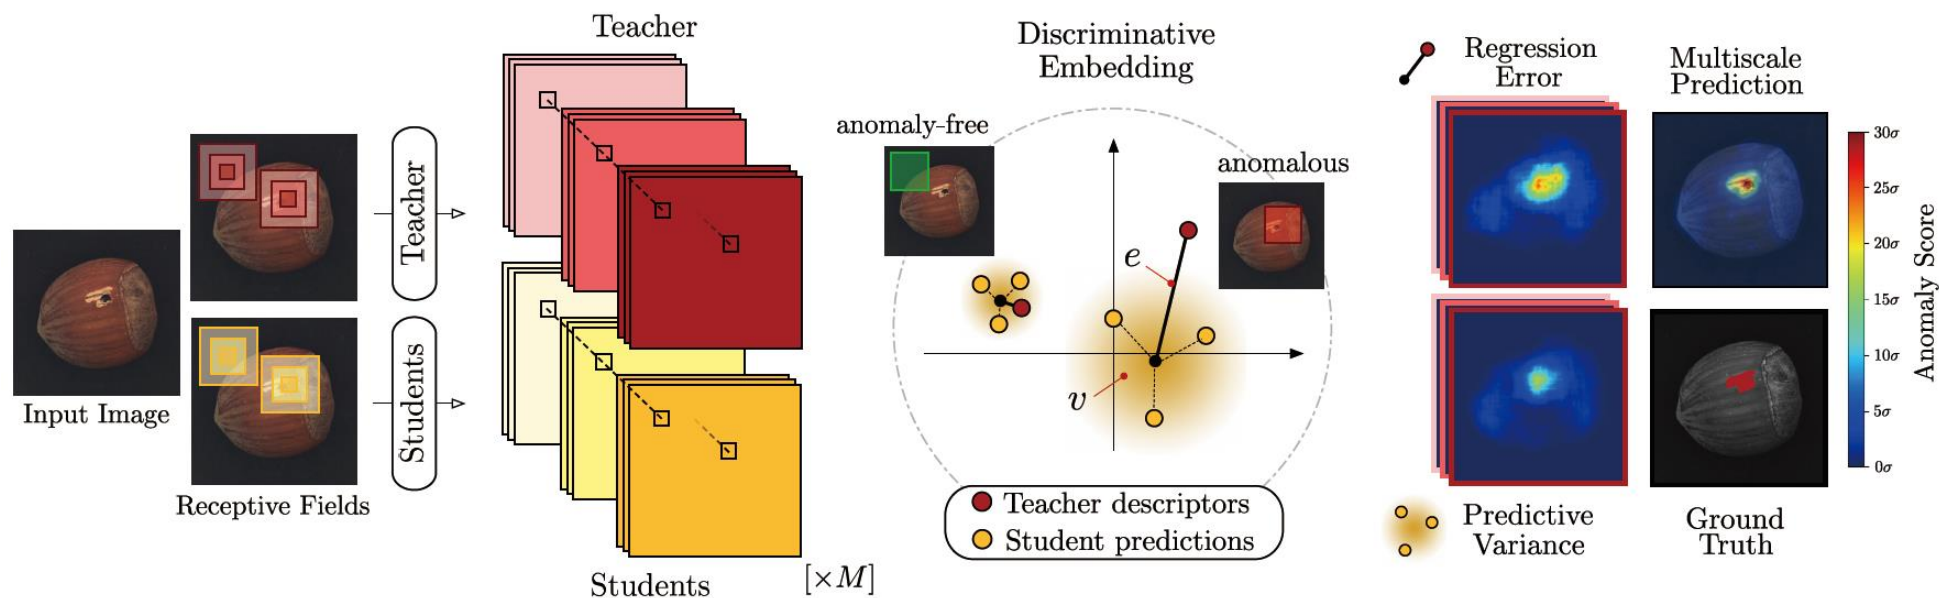 Input Image
Receptive Fields
Teacher
Students
Teacher
Students
[×M]
Discriminative
Embedding
anomaly-free
anomalous
e
v
Teacher descriptors
Student predictions
Regression
Error
Predictive
Variance
Multiscale
Prediction
Ground
Truth
30σ
25σ
20σ
15σ
10σ
5σ
0σ
Anomaly Score